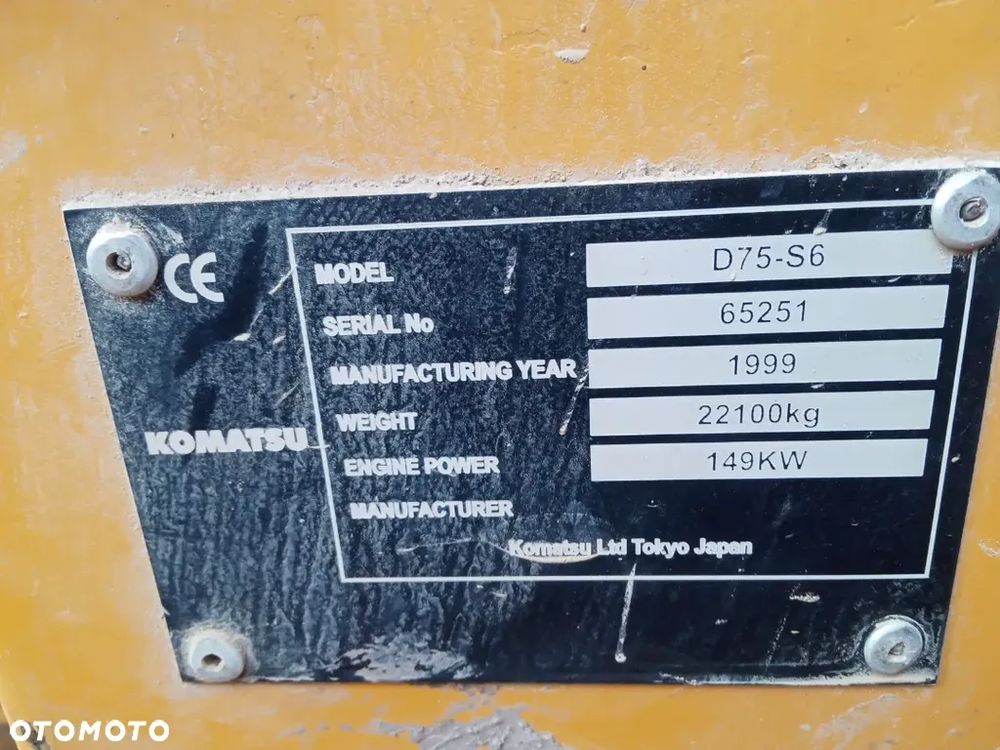 CE
MODEL D75-S6
SERIAL No 65251
MANUFACTURING YEAR 1999
KOMATSU
WEIGHT 22100kg
ENGINE POWER 149KW
MANUFACTURER
Komatsu Ltd Tokyo Japan
OTOMOTO